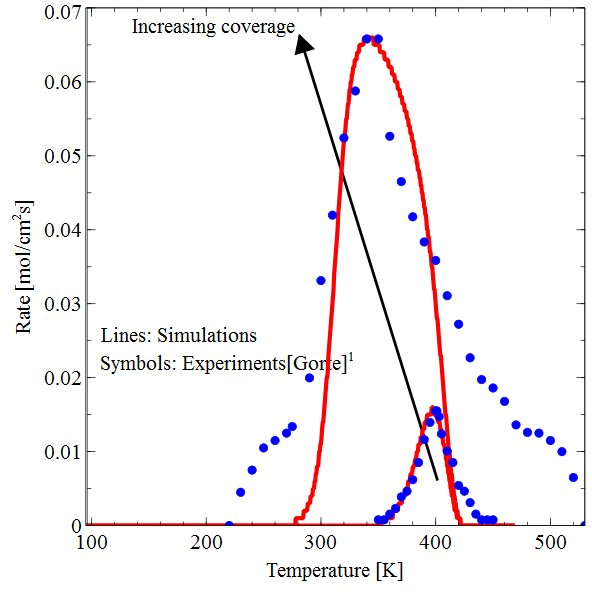 0.07
Increasing coverage
0.06
0.05
0.04
Rate [mol/cm²s]
0.03
Lines: Simulations
Symbols: Experiments[Gorte]¹
0.02
0.01
0
100 200 300 400 500
Temperature [K]